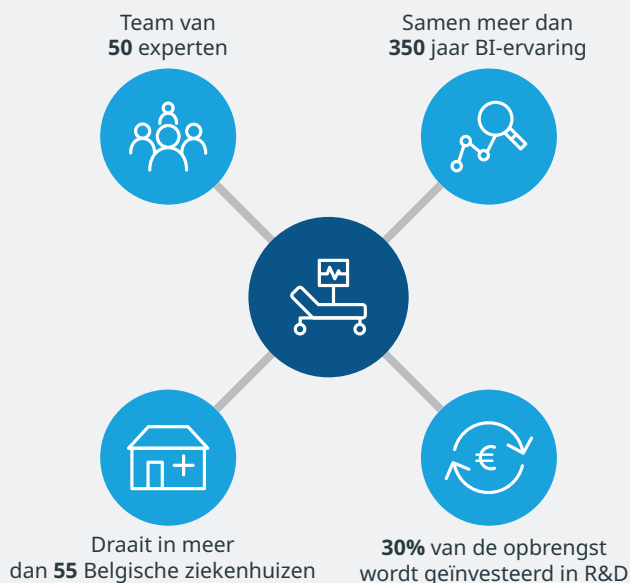 Team van
50 experten
Samen meer dan
350 jaar BI-ervaring
€
Draait in meer
dan 55 Belgische ziekenhuizen
30% van de opbrengst
wordt geïnvesteerd in R&D